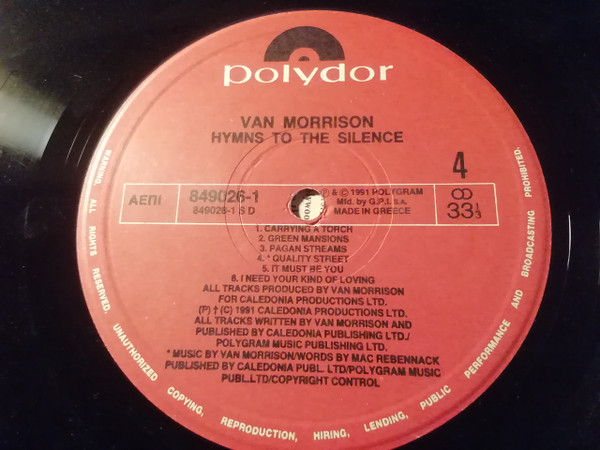 polydor
VAN MORRISON
HYMNS TO THE SILENCE
4
ΑΕΠΙ
849026-1
849026-1 S D
Ⓟ & © 1991 POLYGRAM
Mfd. by G.P.I. s.a.
MADE IN GREECE
33 1/3
1. CARRYING A TORCH
2. GREEN MANSIONS
3. PAGAN STREAMS
4. * QUALITY STREET
5. IT MUST BE YOU
6. I NEED YOUR KIND OF LOVING
ALL TRACKS PRODUCED BY VAN MORRISON
FOR CALEDONIA PRODUCTIONS LTD.
(P) † (C) 1991 CALEDONIA PRODUCTIONS LTD.
ALL TRACKS WRITTEN BY VAN MORRISON AND
PUBLISHED BY CALEDONIA PUBLISHING LTD./
POLYGRAM MUSIC PUBLISHING LTD.
* MUSIC BY VAN MORRISON/WORDS BY MAC REBENNACK
PUBLISHED BY CALEDONIA PUBL. LTD/POLYGRAM MUSIC
PUBL.LTD/COPYRIGHT CONTROL
WARNING. ALL RIGHTS RESERVED. UNAUTHORIZED COPYING, REPRODUCTION, HIRING, LENDING, PUBLIC PERFORMANCE AND BROADCASTING PROHIBITED.